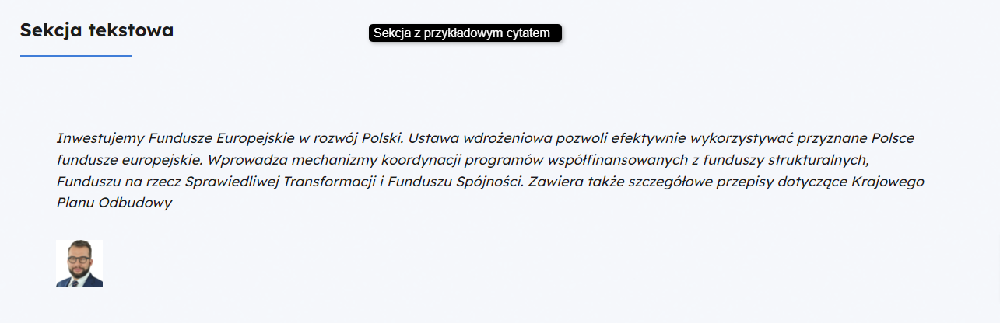 Sekcja tekstowa
Sekcja z przykładowym cytatem
Inwestujemy Fundusze Europejskie w rozwój Polski. Ustawa wdrożeniowa pozwoli efektywnie wykorzystywać przyznane Polsce
fundusze europejskie. Wprowadza mechanizmy koordynacji programów współfinansowanych z funduszy strukturalnych,
Funduszu na rzecz Sprawiedliwej Transformacji i Funduszu Spójności. Zawiera także szczegółowe przepisy dotyczące Krajowego
Planu Odbudowy